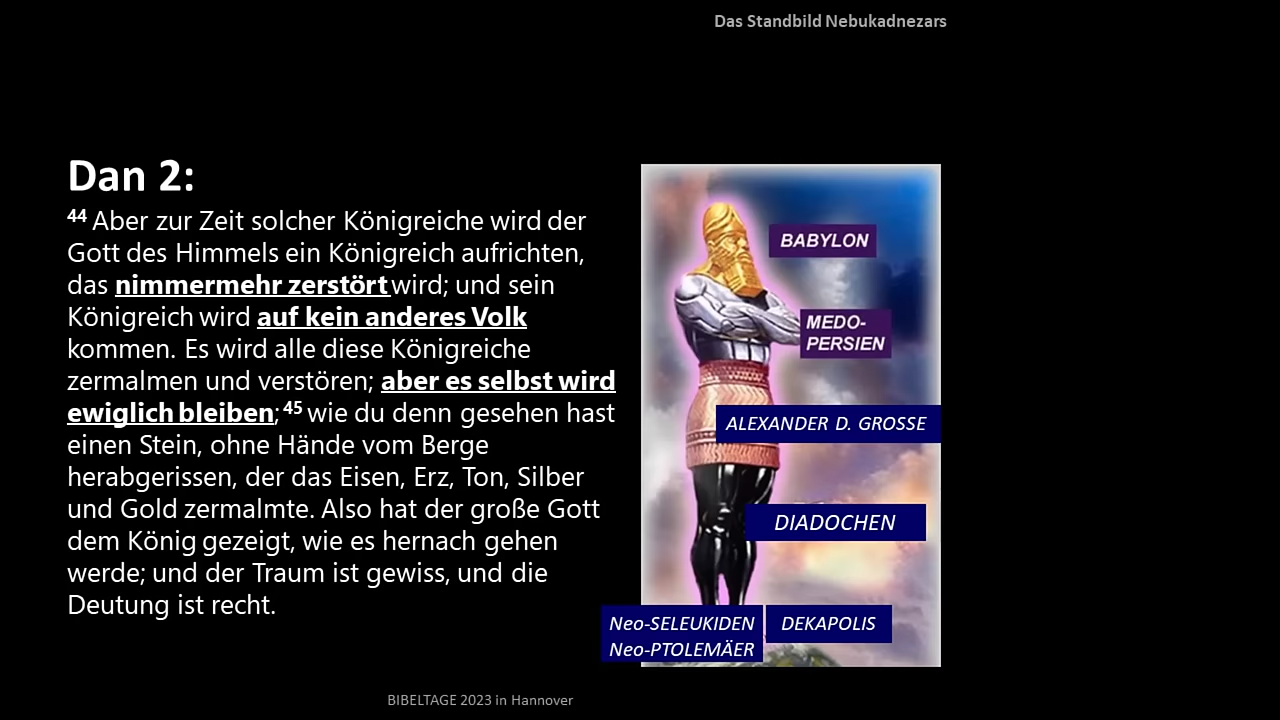 Das Standbild Nebukadnezars
Dan 2:
44 Aber zur Zeit solcher Königreiche wird der
Gott des Himmels ein Königreich aufrichten,
das nimmermehr zerstört wird; und sein
Königreich wird auf kein anderes Volk
kommen. Es wird alle diese Königreiche
zermalmen und verstören; aber es selbst wird
ewiglich bleiben; 45 wie du denn gesehen hast
einen Stein, ohne Hände vom Berge
herabgerissen, der das Eisen, Erz, Ton, Silber
und Gold zermalmte. Also hat der große Gott
dem König gezeigt, wie es hernach gehen
werde; und der Traum ist gewiss, und die
Deutung ist recht.
BABYLON
MEDO-
PERSIEN
ALEXANDER D. GROSSE
DIADOCHEN
Neo-SELEUKIDEN
Neo-PTOLEMÄER
DEKAPOLIS
BIBELTAGE 2023 in Hannover